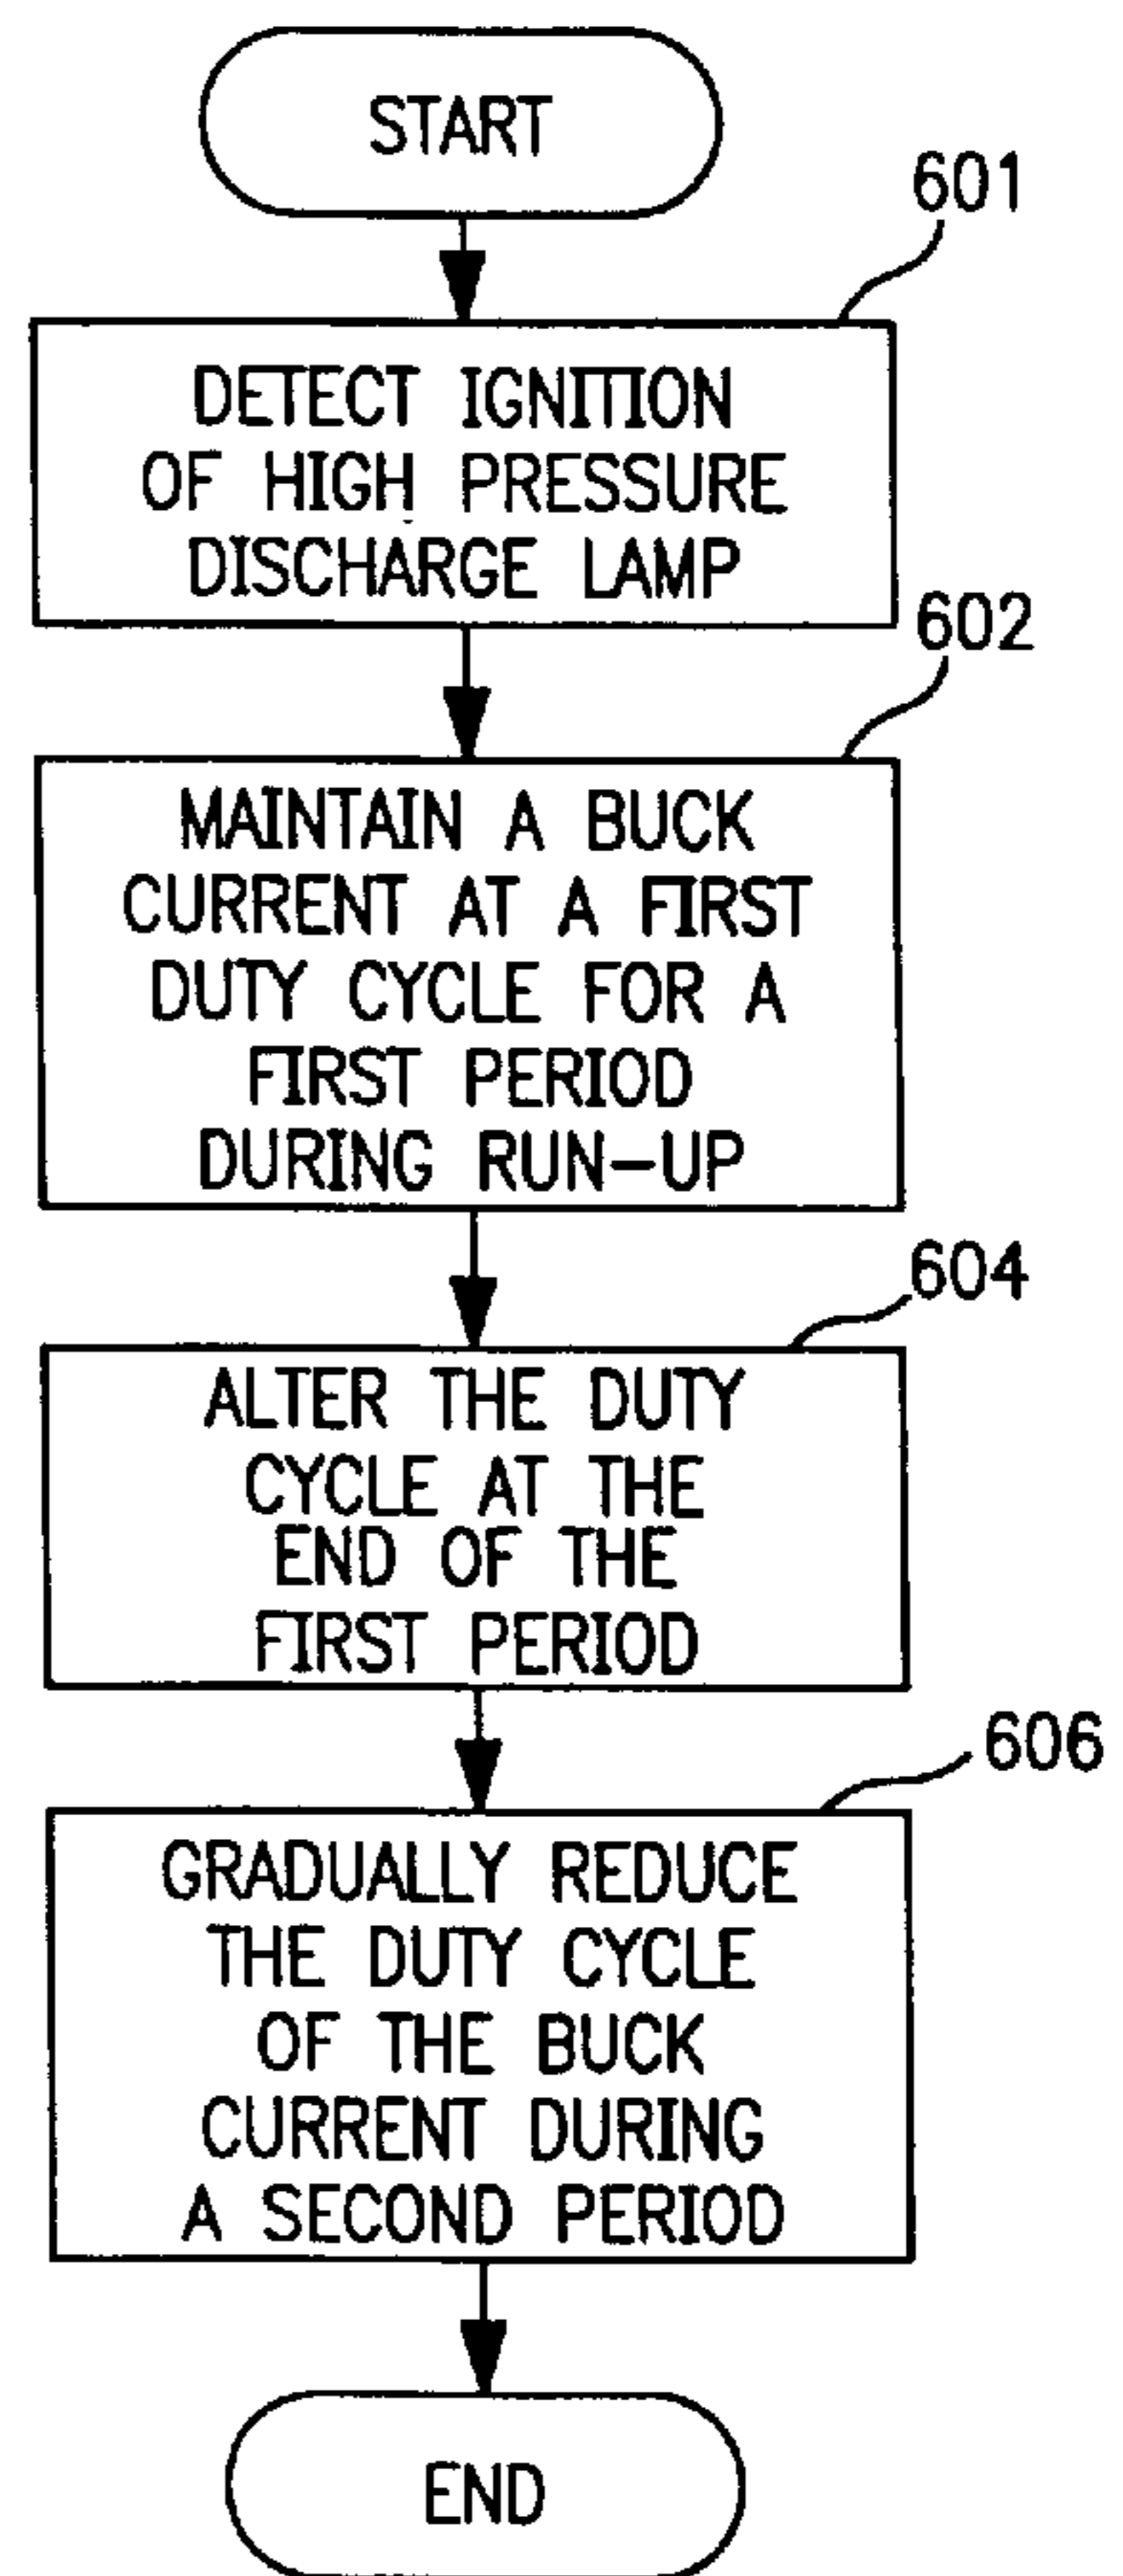 START
601
DETECT IGNITION
OF HIGH PRESSURE
DISCHARGE LAMP
602
MAINTAIN A BUCK
CURRENT AT A FIRST
DUTY CYCLE FOR A
FIRST PERIOD
DURING RUN-UP
604
ALTER THE DUTY
CYCLE AT THE
END OF THE
FIRST PERIOD
606
GRADUALLY REDUCE
THE DUTY CYCLE
OF THE BUCK
CURRENT DURING
A SECOND PERIOD
END